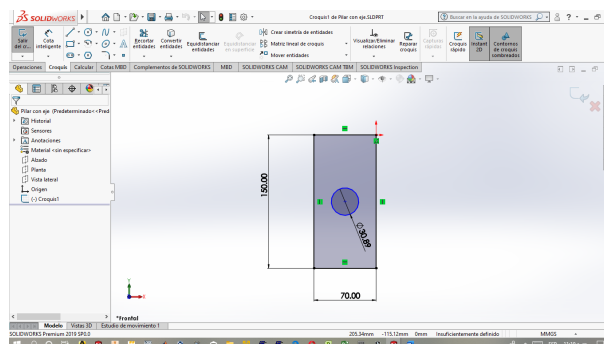 SOLIDWORKS
Croquis1 de Pilar con eje.SLDPRT
Buscar en la ayuda de SOLIDWORKS
Salir del cr...
Cota inteligente
Recortar entidades
Convertir entidades
Equidistanciar entidades
Equidistanciar en superficie
Crear simetría de entidades
Matriz lineal de croquis
Mover entidades
Visualizar/Eliminar relaciones
Reparar croquis
Capturas rápidas
Croquis rápido
Instant 2D
Contornos de croquis sombreados
Operaciones Croquis Calcular Cotas MBD Complementos de SOLIDWORKS MBD SOLIDWORKS CAM SOLIDWORKS CAM TBM SOLIDWORKS Inspection
Pilar con eje (Predeterminado<<Pred
Historial
Sensores
Anotaciones
Material <sin especificar>
Alzado
Planta
Vista lateral
Origen
(-) Croquis1
150.00
Ø30.89
70.00
Y
X
*Frontal
Modelo Vistas 3D Estudio de movimiento 1
SOLIDWORKS Premium 2019 SP0.0 205.34mm -115.12mm 0mm Insuficientemente definido MMGS